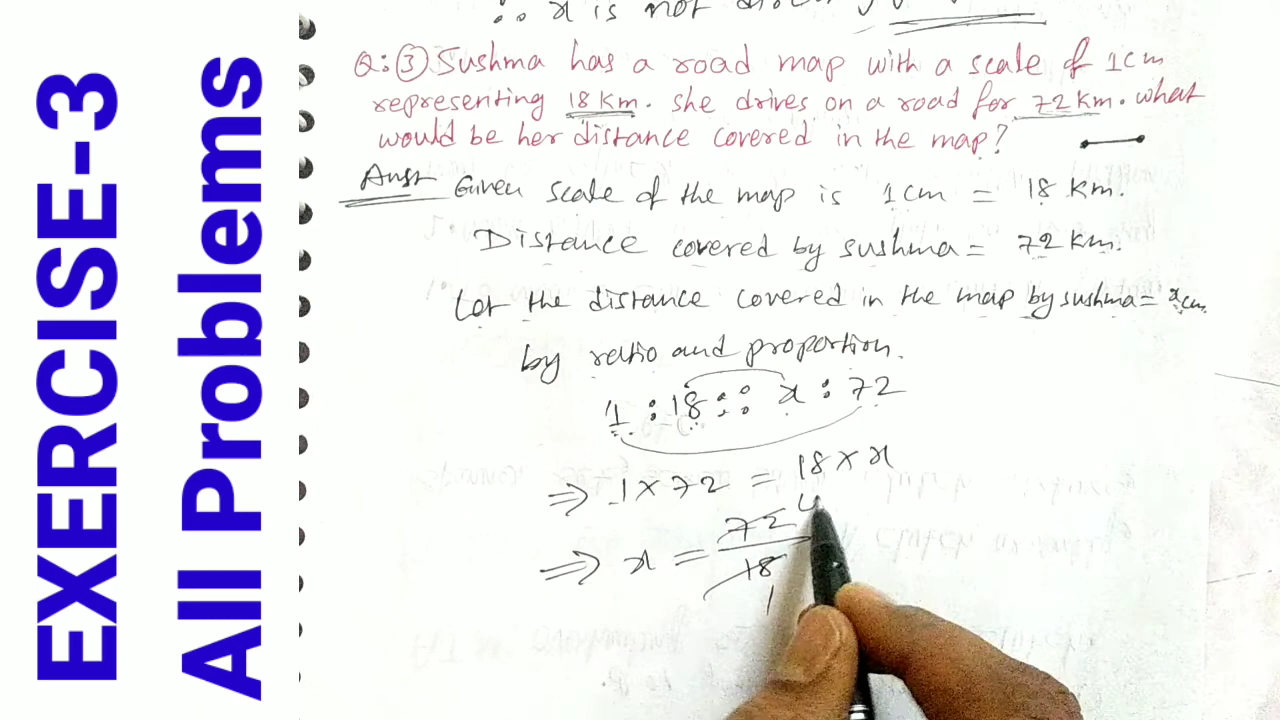 EXERCISE-3
All Problems
∴ x is not
Q:③ Sushma has a road map with a scale of 1cm
representing 18 Km. She drives on a road for 72 Km. what
would be her distance covered in the map?
Ans:
Given scale of the map is 1cm = 18 Km.
Distance covered by sushma = 72 Km.
Let the distance covered in the map by sushma = x cm.
by ratio and proportion.
1 : 18 :: x : 72
⇒ 1 × 72 = 18 × x
⇒ x = 72/18
4
1